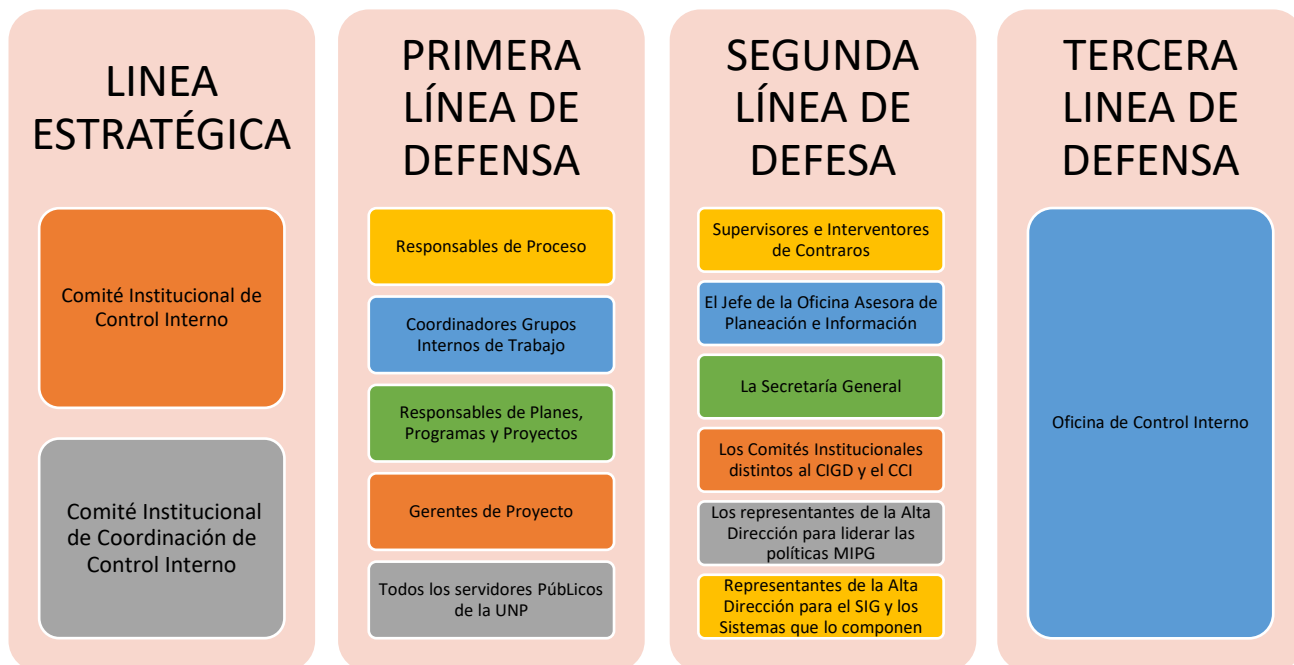 LINEA
ESTRATÉGICA
Comité Institucional de
Control Interno
Comité Institucional
de Coordinación de
Control Interno
PRIMERA
LÍNEA DE
DEFENSA
Responsables de Proceso
Coordinadores Grupos
Internos de Trabajo
Responsables de Planes,
Programas y Proyectos
Gerentes de Proyecto
Todos los servidores PúbLicos
de la UNP
SEGUNDA
LÍNEA DE
DEFESA
Supervisores e Interventores
de Contraros
El Jefe de la Oficina Asesora de
Planeación e Información
La Secretaría General
Los Comités Institucionales
distintos al CIGD y el CCI
Los representantes de la Alta
Dirección para liderar las
políticas MIPG
Representantes de la Alta
Dirección para el SIG y los
Sistemas que lo componen
TERCERA
LINEA DE
DEFENSA
Oficina de Control Interno